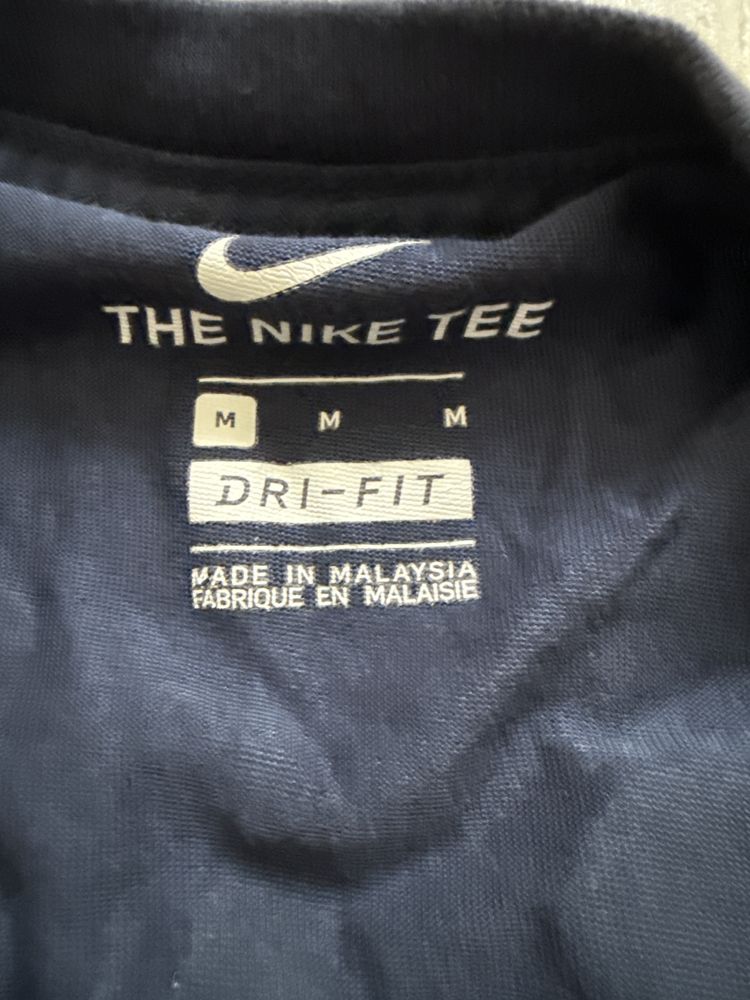 THE NIKE TEE
M M M
DRI-FIT
MADE IN MALAYSIA
FABRIQUE EN MALAISIE